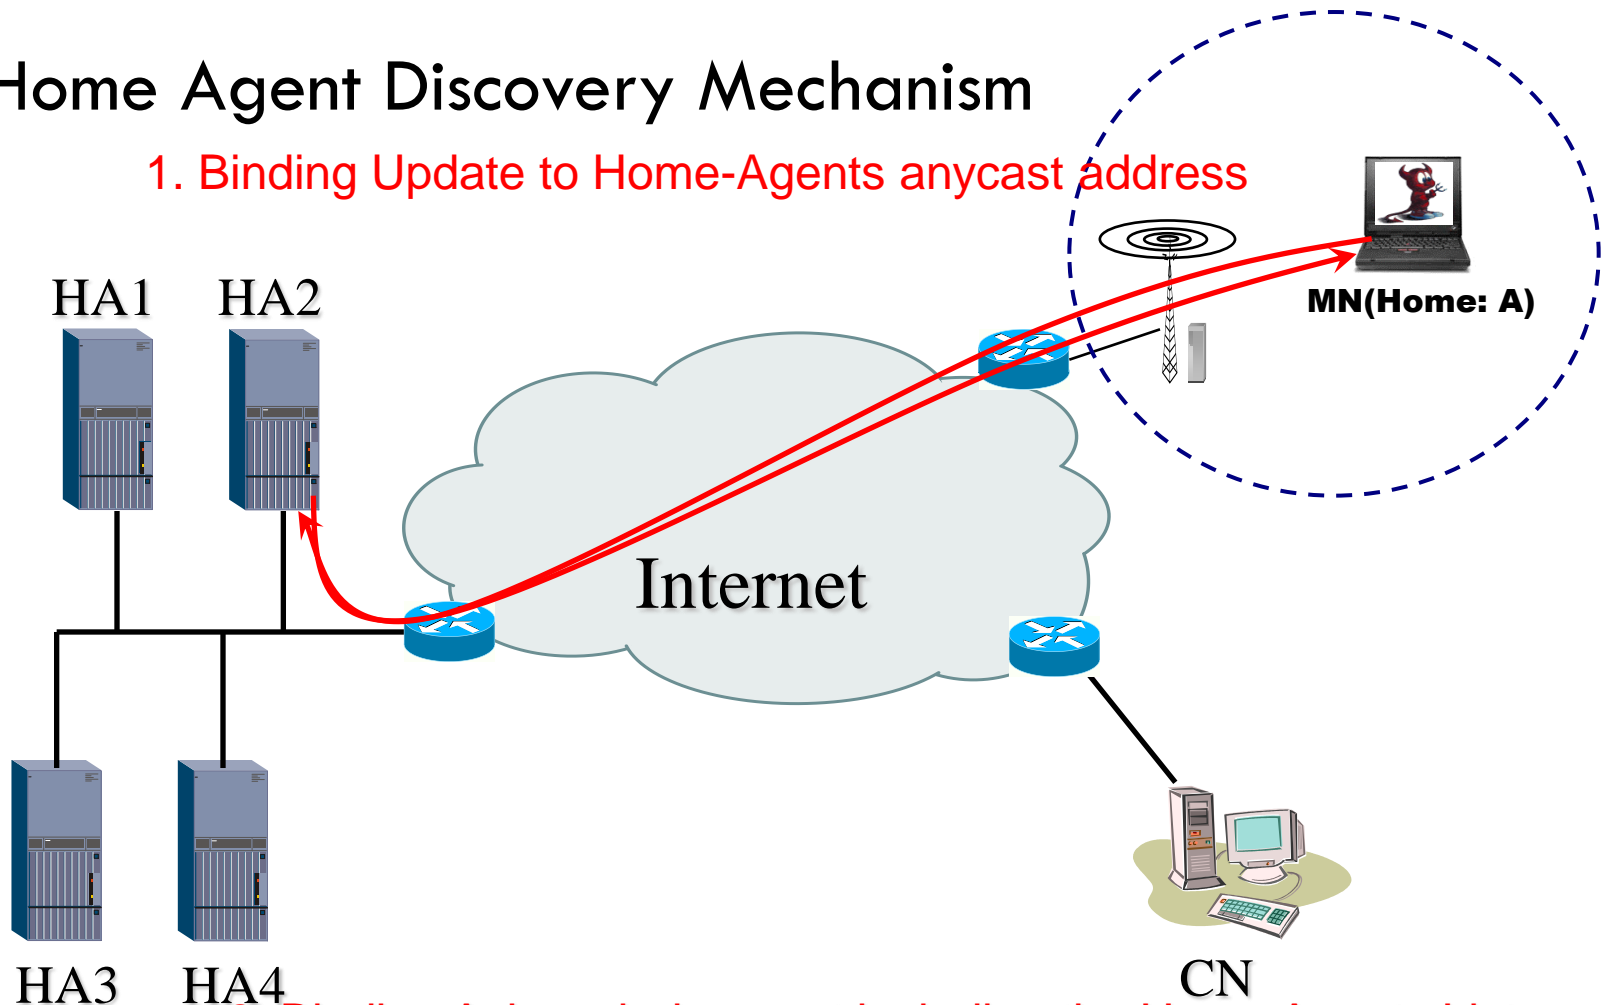 Home Agent Discovery Mechanism
1. Binding Update to Home-Agents anycast address
HA1
HA2
MN(Home: A)
Internet
HA3
HA4
CN